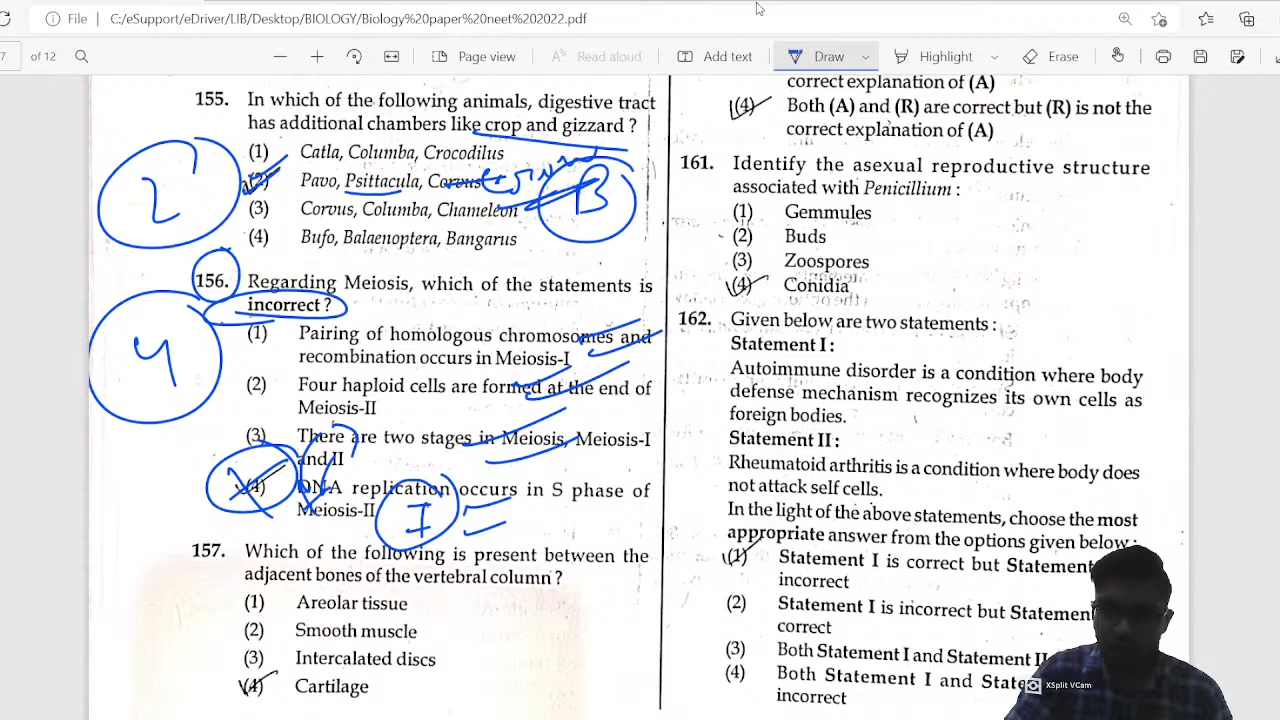 File
C:/eSupport/eDriver/LIB/Desktop/BIOLOGY/Biology%20paper%20neet%202022.pdf
7 of 12
Page view
Read aloud
Add text
Draw
Highlight
Erase
155. In which of the following animals, digestive tract
has additional chambers like crop and gizzard ?
(1) Catla, Columba, Crocodilus
(2) Pavo, Psittacula, Corvus
(3) Corvus, Columba, Chameleon
(4) Bufo, Balaenoptera, Bangarus
2
B
156. Regarding Meiosis, which of the statements is
incorrect ?
(1) Pairing of homologous chromosomes and
recombination occurs in Meiosis-I
(2) Four haploid cells are formed at the end of
Meiosis-II
(3) There are two stages in Meiosis, Meiosis-I
and II
(4) DNA replication occurs in S phase of
Meiosis-II
4
I
157. Which of the following is present between the
adjacent bones of the vertebral column ?
(1) Areolar tissue
(2) Smooth muscle
(3) Intercalated discs
(4) Cartilage
correct explanation of (A)
(4) Both (A) and (R) are correct but (R) is not the
correct explanation of (A)
161. Identify the asexual reproductive structure
associated with Penicillium :
(1) Gemmules
(2) Buds
(3) Zoospores
(4) Conidia
162. Given below are two statements :
Statement I :
Autoimmune disorder is a condition where body
defense mechanism recognizes its own cells as
foreign bodies.
Statement II :
Rheumatoid arthritis is a condition where body does
not attack self cells.
In the light of the above statements, choose the most
appropriate answer from the options given below :
(1) Statement I is correct but Statement
incorrect
(2) Statement I is incorrect but Statement
correct
(3) Both Statement I and Statement II
(4) Both Statement I and State
incorrect
XSplit VCam